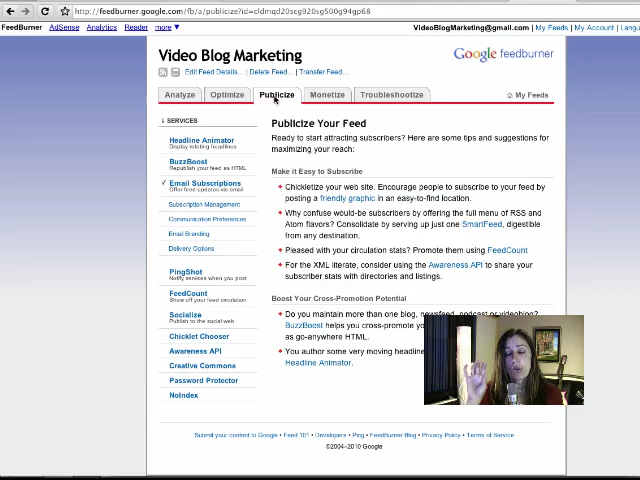 http://feedburner.google.com/fb/a/publicize?id=cldmqd20scg920sg500g94gp68
FeedBurner AdSense Analytics Reader more ▼
VideoBlogMarketing@gmail.com | My Feeds | My Account |
Video Blog Marketing
Google feedburner
Edit Feed Details... | Delete Feed... | Transfer Feed...
Analyze Optimize Publicize Monetize Troubleshootize My Feeds
↓ SERVICES
Headline Animator
Display rotating headlines
BuzzBoost
Republish your feed as HTML
✓ Email Subscriptions
Offer feed updates via email
Subscription Management
Communication Preferences
Email Branding
Delivery Options
PingShot
Notify services when you post
FeedCount
Show off your feed circulation
Socialize
Publish to the social web
Chicklet Chooser
Awareness API
Creative Commons
Password Protector
NoIndex
Publicize Your Feed
Ready to start attracting subscribers? Here are some tips and suggestions for
maximizing your reach:
Make it Easy to Subscribe
Chickletize your web site. Encourage people to subscribe to your feed by
posting a friendly graphic in an easy-to-find location.
Why confuse would-be subscribers by offering the full menu of RSS and
Atom flavors? Consolidate by serving up just one SmartFeed, digestible
from any destination.
Pleased with your circulation stats? Promote them using FeedCount
For the XML literate, consider using the Awareness API to share your
subscriber stats with directories and listings.
Boost Your Cross-Promotion Potential
Do you maintain more than one blog, newsfeed, podcast or videoblog?
BuzzBoost helps you cross-promote
as go-anywhere HTML.
You author some very moving
Headline Animator.
Submit your content to Google • Feed 101 • Developers • Ping • FeedBurner Blog • Privacy Policy • Terms of Service
©2004–2010 Google